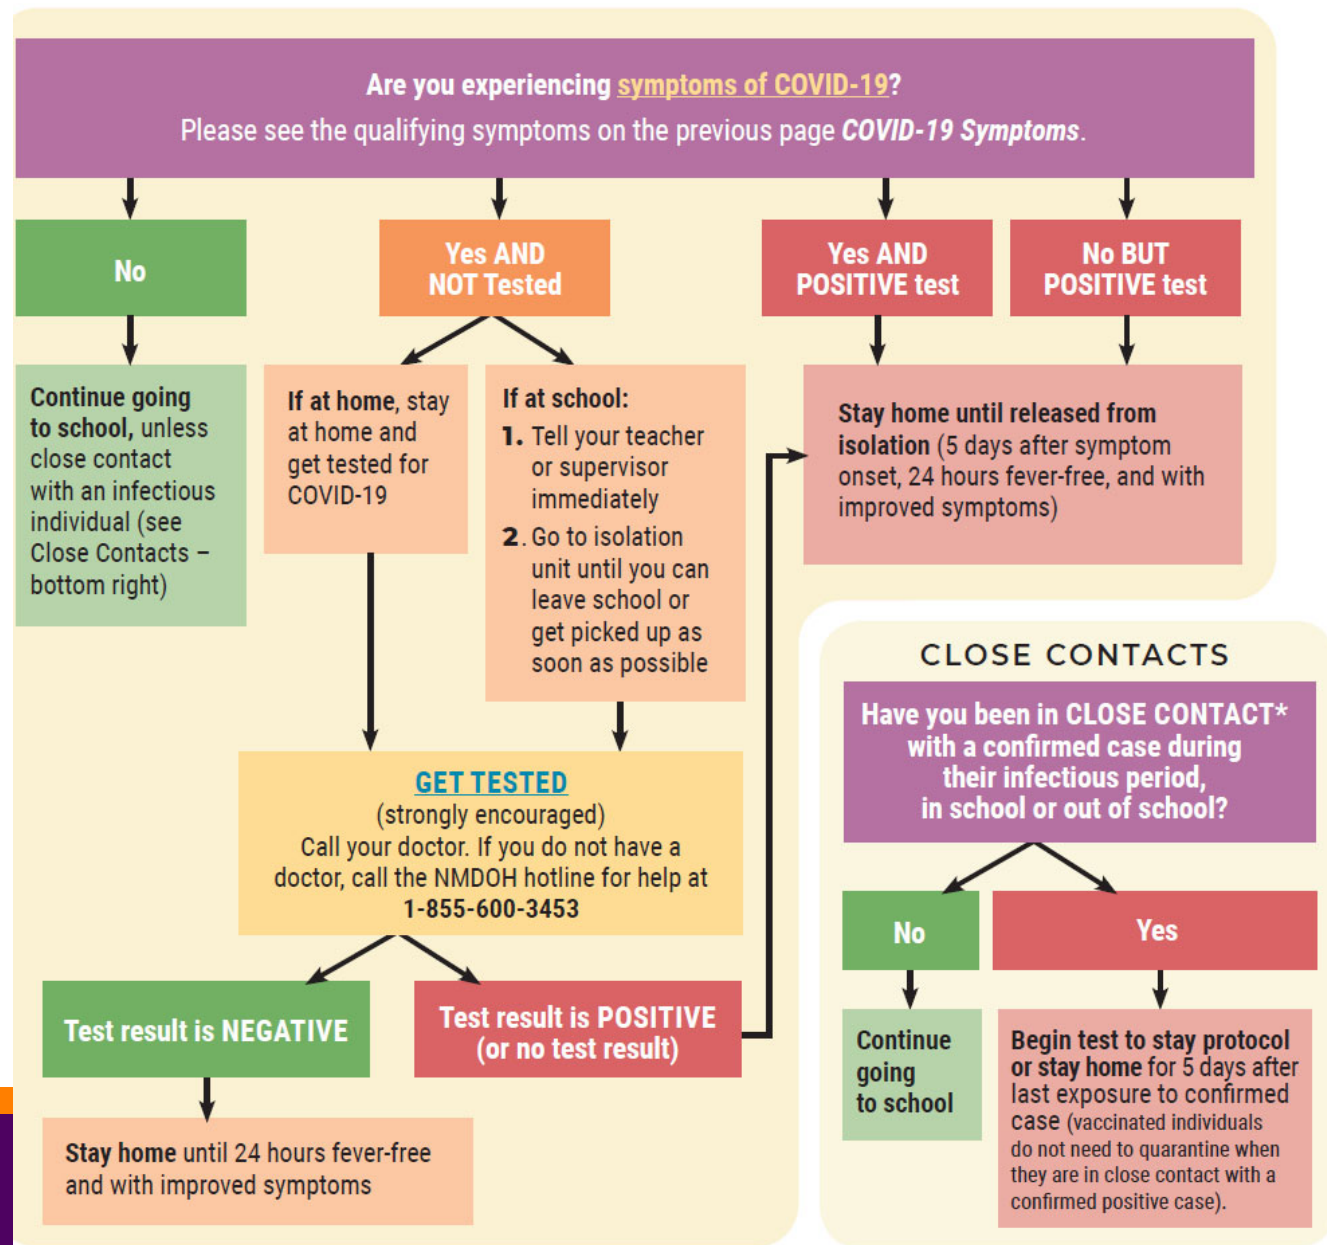 Are you experiencing symptoms of COVID-19?
Please see the qualifying symptoms on the previous page COVID-19 Symptoms.
No
Yes AND
NOT Tested
Yes AND
POSITIVE test
No BUT
POSITIVE test
Continue going
to school, unless
close contact
with an infectious
individual (see
Close Contacts –
bottom right)
If at home, stay
at home and
get tested for
COVID-19
If at school:
1. Tell your teacher
or supervisor
immediately
2. Go to isolation
unit until you can
leave school or
get picked up as
soon as possible
Stay home until released from
isolation (5 days after symptom
onset, 24 hours fever-free, and with
improved symptoms)
GET TESTED
(strongly encouraged)
Call your doctor. If you do not have a
doctor, call the NMDOH hotline for help at
1-855-600-3453
Test result is NEGATIVE
Test result is POSITIVE
(or no test result)
Stay home until 24 hours fever-free
and with improved symptoms
CLOSE CONTACTS
Have you been in CLOSE CONTACT*
with a confirmed case during
their infectious period,
in school or out of school?
No
Yes
Continue
going
to school
Begin test to stay protocol
or stay home for 5 days after
last exposure to confirmed
case (vaccinated individuals
do not need to quarantine when
they are in close contact with a
confirmed positive case).